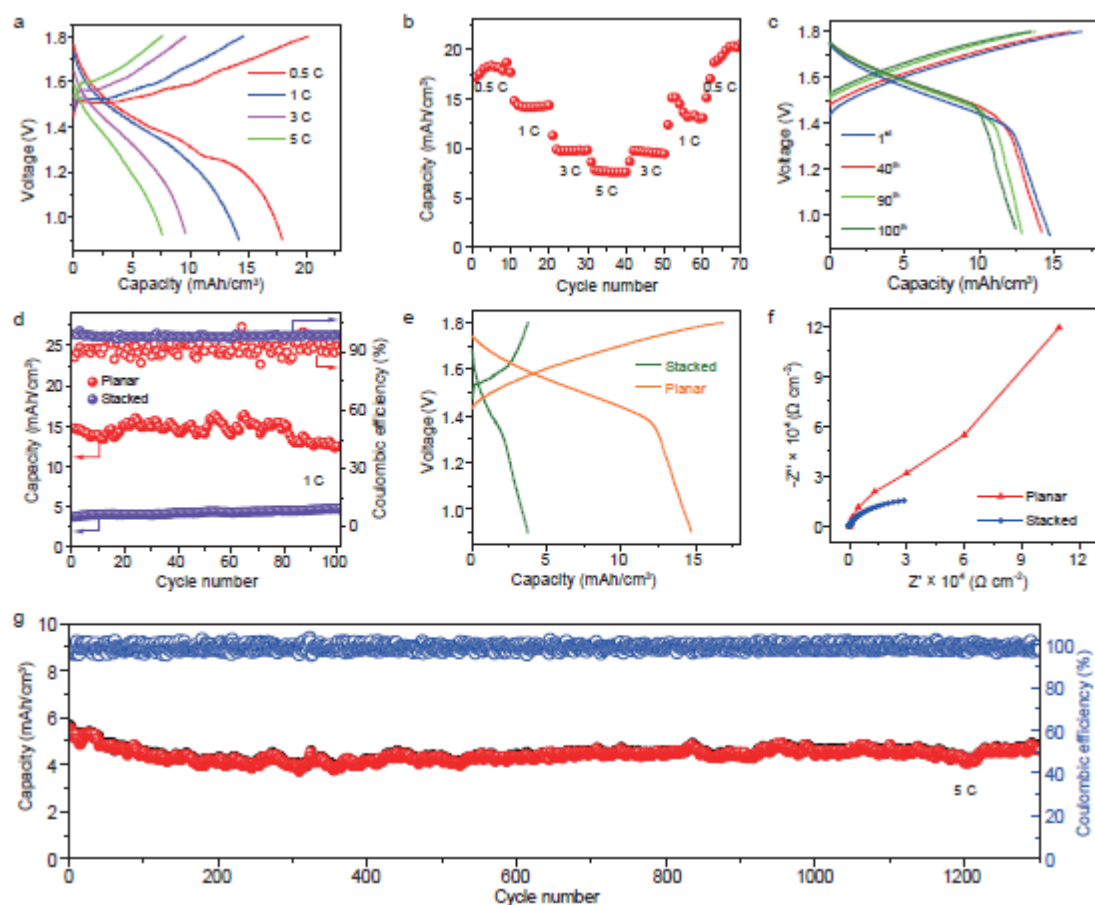 a
Voltage (V)
1.8
1.6
1.4
1.2
1.0
0.5 C
1 C
3 C
5 C
0 5 10 15 20
Capacity (mAh/cm³)
b
Capacity (mAh/cm³)
20
15
10
5
0
0.5 C
1 C
3 C
5 C
3 C
1 C
0.5 C
0 10 20 30 40 50 60 70
Cycle number
c
Voltage (V)
1.8
1.6
1.4
1.2
1.0
1ˢᵗ
40ᵗʰ
90ᵗʰ
100ᵗʰ
0 5 10 15
Capacity (mAh/cm³)
d
Capacity (mAh/cm³)
25
20
15
10
5
0
Planar
Stacked
1 C
90
60
30
0
Coulombic efficiency (%)
0 20 40 60 80 100
Cycle number
e
Voltage (V)
1.8
1.6
1.4
1.2
1.0
Stacked
Planar
0 5 10 15
Capacity (mAh/cm³)
f
-Z'' × 10⁴ (Ω cm⁻²)
12
9
6
3
0
Planar
Stacked
0 3 6 9 12
Z' × 10⁴ (Ω cm⁻²)
g
Capacity (mAh/cm³)
10
8
6
4
2
0
5 C
100
80
60
40
20
0
Coulombic efficiency (%)
0 200 400 600 800 1000 1200
Cycle number